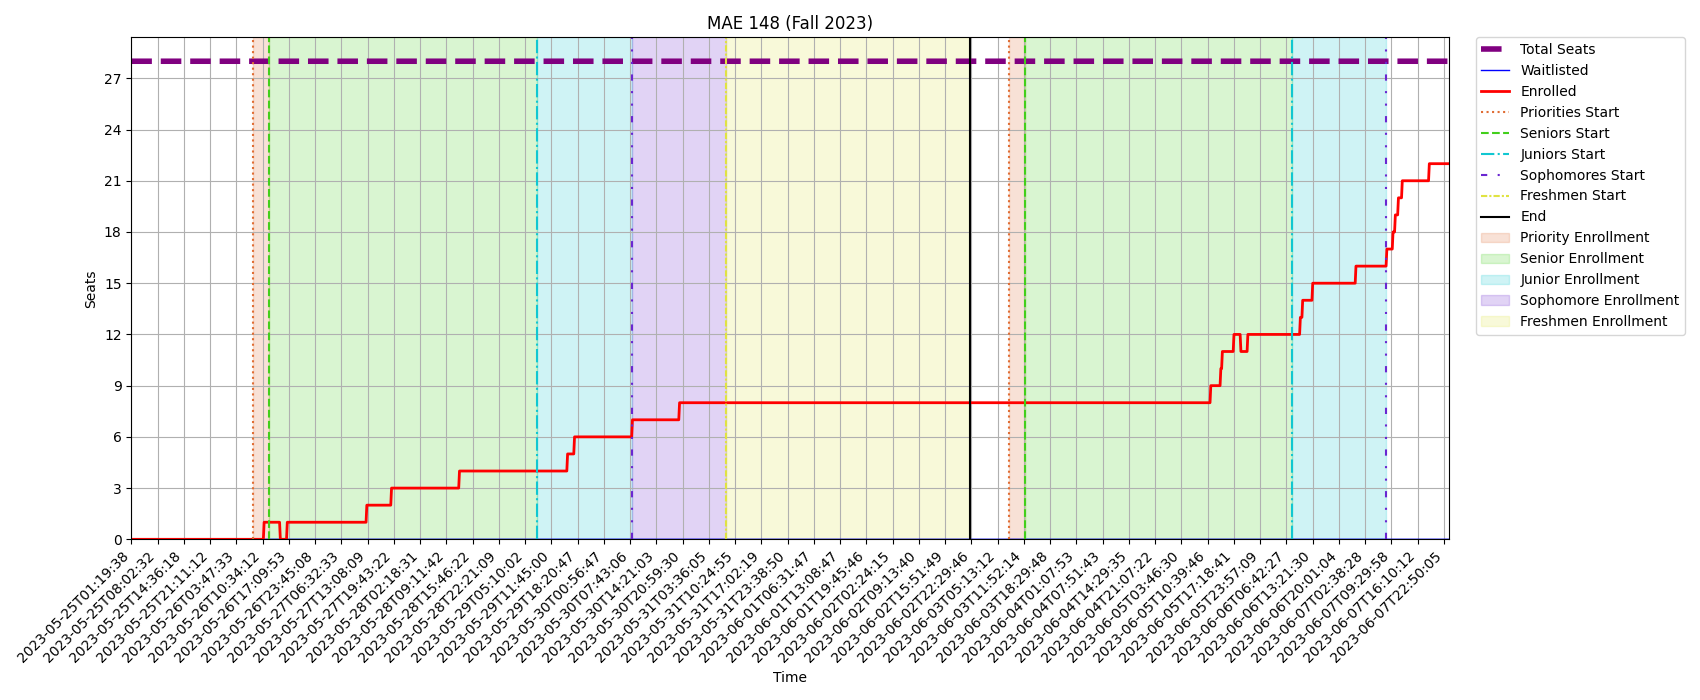 MAE 148 (Fall 2023)
Seats
27
24
21
18
15
12
9
6
3
0
2023-05-25T01:19:38
2023-05-25T08:02:32
2023-05-25T14:36:18
2023-05-25T21:11:12
2023-05-26T03:47:33
2023-05-26T10:34:12
2023-05-26T17:09:53
2023-05-26T23:45:08
2023-05-27T06:32:33
2023-05-27T13:08:09
2023-05-27T19:43:22
2023-05-28T02:18:31
2023-05-28T09:11:42
2023-05-28T15:46:22
2023-05-28T22:21:09
2023-05-29T05:10:02
2023-05-29T11:45:00
2023-05-29T18:20:47
2023-05-30T00:56:47
2023-05-30T07:43:06
2023-05-30T14:21:03
2023-05-30T20:59:30
2023-05-31T03:36:05
2023-05-31T10:24:55
2023-05-31T17:02:19
2023-05-31T23:38:50
2023-06-01T06:31:47
2023-06-01T13:08:47
2023-06-01T19:45:46
2023-06-02T02:24:15
2023-06-02T09:13:40
2023-06-02T15:51:49
2023-06-02T22:29:46
2023-06-03T05:13:12
2023-06-03T11:52:14
2023-06-03T18:29:48
2023-06-04T01:07:53
2023-06-04T07:51:43
2023-06-04T14:29:35
2023-06-04T21:07:22
2023-06-05T03:46:30
2023-06-05T10:39:46
2023-06-05T17:18:41
2023-06-05T23:57:09
2023-06-06T06:42:27
2023-06-06T13:21:30
2023-06-06T20:01:04
2023-06-07T02:38:28
2023-06-07T09:29:58
2023-06-07T16:10:12
2023-06-07T22:50:05
Time
Total Seats
Waitlisted
Enrolled
Priorities Start
Seniors Start
Juniors Start
Sophomores Start
Freshmen Start
End
Priority Enrollment
Senior Enrollment
Junior Enrollment
Sophomore Enrollment
Freshmen Enrollment